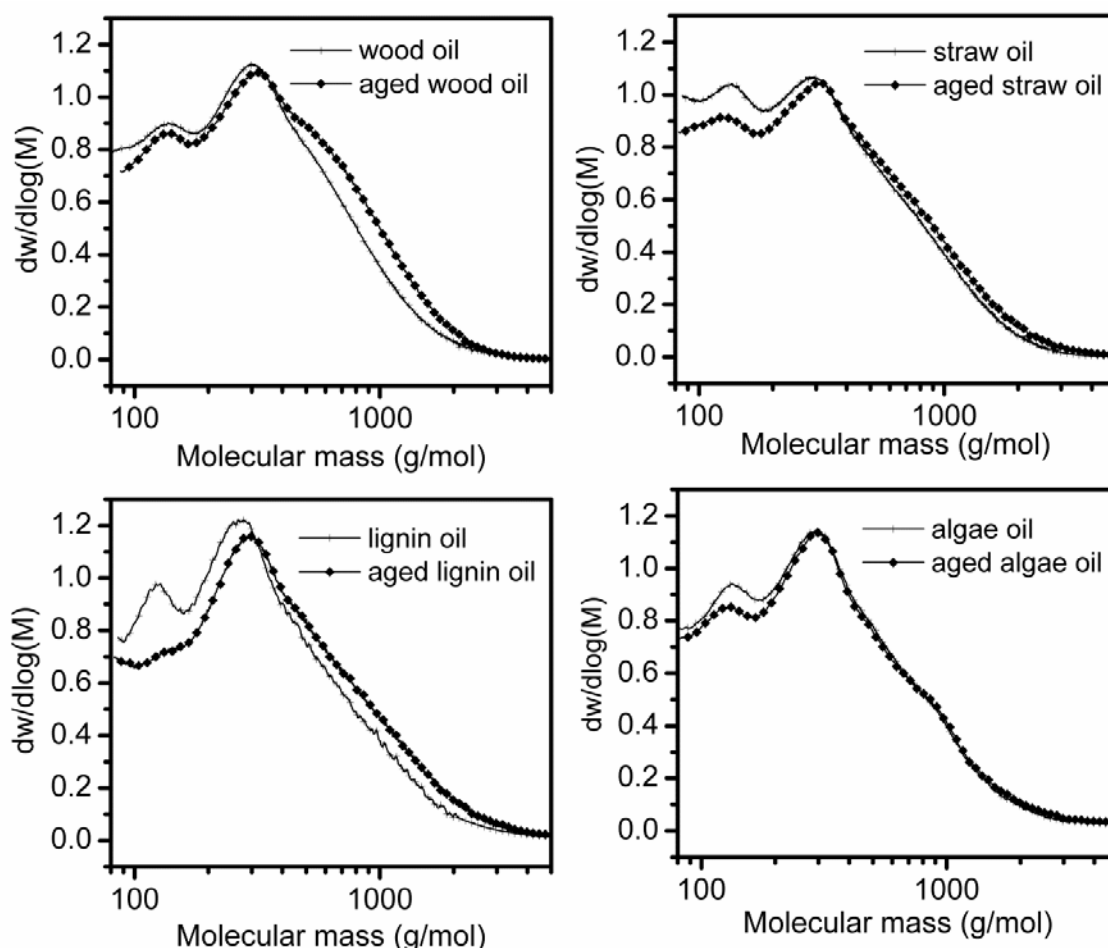 wood oil
aged wood oil
1.2
1.0
0.8
0.6
0.4
0.2
0.0
dw/dlog(M)
100
1000
Molecular mass (g/mol)
straw oil
aged straw oil
1.2
1.0
0.8
0.6
0.4
0.2
0.0
dw/dlog(M)
100
1000
Molecular mass (g/mol)
lignin oil
aged lignin oil
1.2
1.0
0.8
0.6
0.4
0.2
0.0
dw/dlog(M)
100
1000
Molecular mass (g/mol)
algae oil
aged algae oil
1.2
1.0
0.8
0.6
0.4
0.2
0.0
dw/dlog(M)
100
1000
Molecular mass (g/mol)